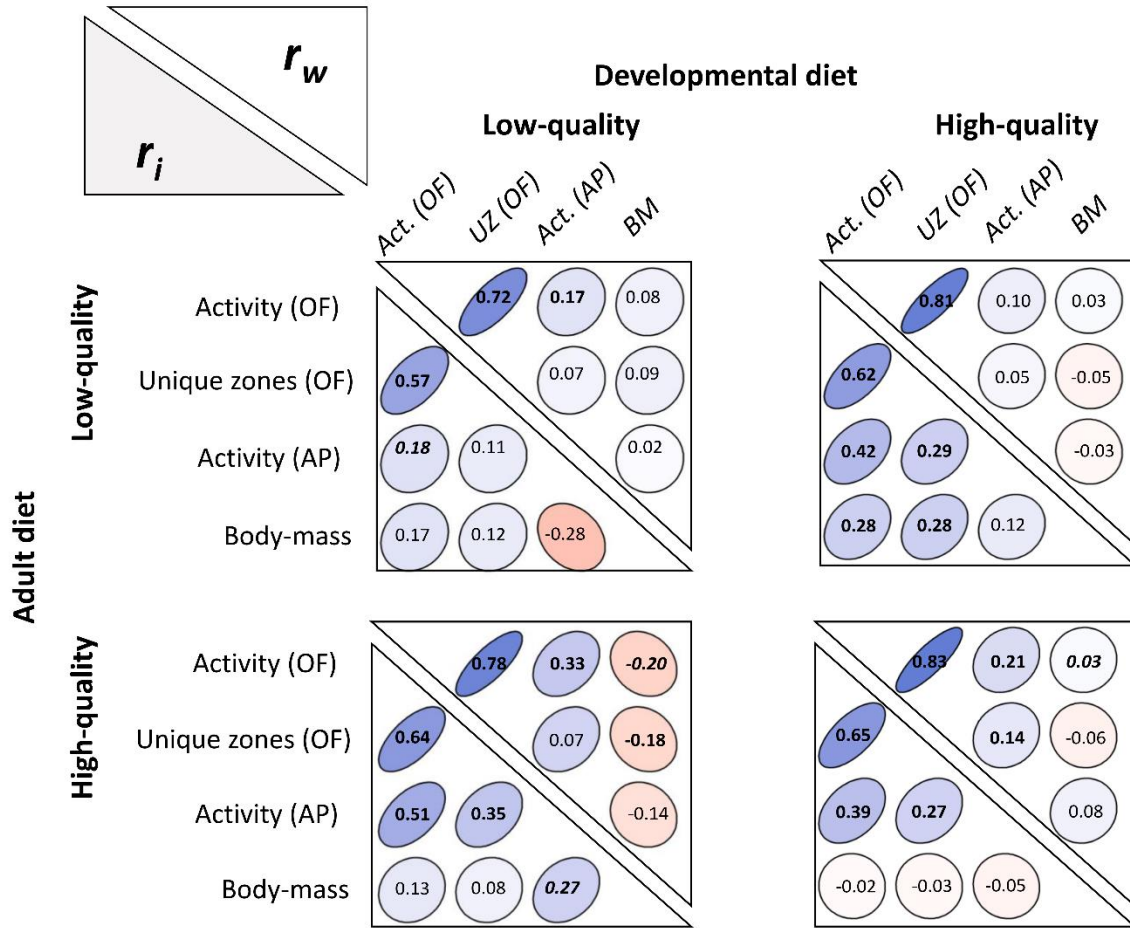 r_w
r_i
Developmental diet
Low-quality High-quality
Act. (OF) UZ (OF) Act. (AP) BM Act. (OF) UZ (OF) Act. (AP) BM
Adult diet
Low-quality
Activity (OF) 0.72 0.17 0.08 0.81 0.10 0.03
Unique zones (OF) 0.57 0.07 0.09 0.62 0.05 -0.05
Activity (AP) 0.18 0.11 0.02 0.42 0.29 -0.03
Body-mass 0.17 0.12 -0.28 0.28 0.28 0.12
High-quality
Activity (OF) 0.78 0.33 -0.20 0.83 0.21 0.03
Unique zones (OF) 0.64 0.07 -0.18 0.65 0.14 -0.06
Activity (AP) 0.51 0.35 -0.14 0.39 0.27 0.08
Body-mass 0.13 0.08 0.27 -0.02 -0.03 -0.05